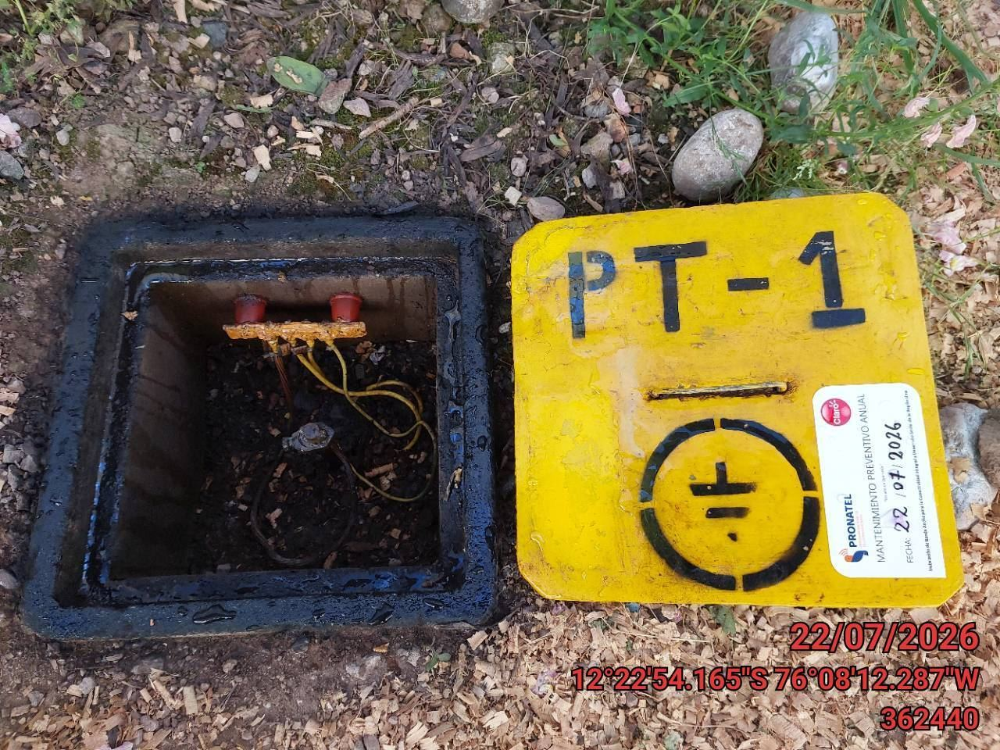 PT-1
Claro
PRONATEL
MANTENIMIENTO PREVENTIVO ANUAL
FECHA: 22 / 07 / 2026
22/07/2026
12°22'54.165"S 76°08'12.287"W
362440